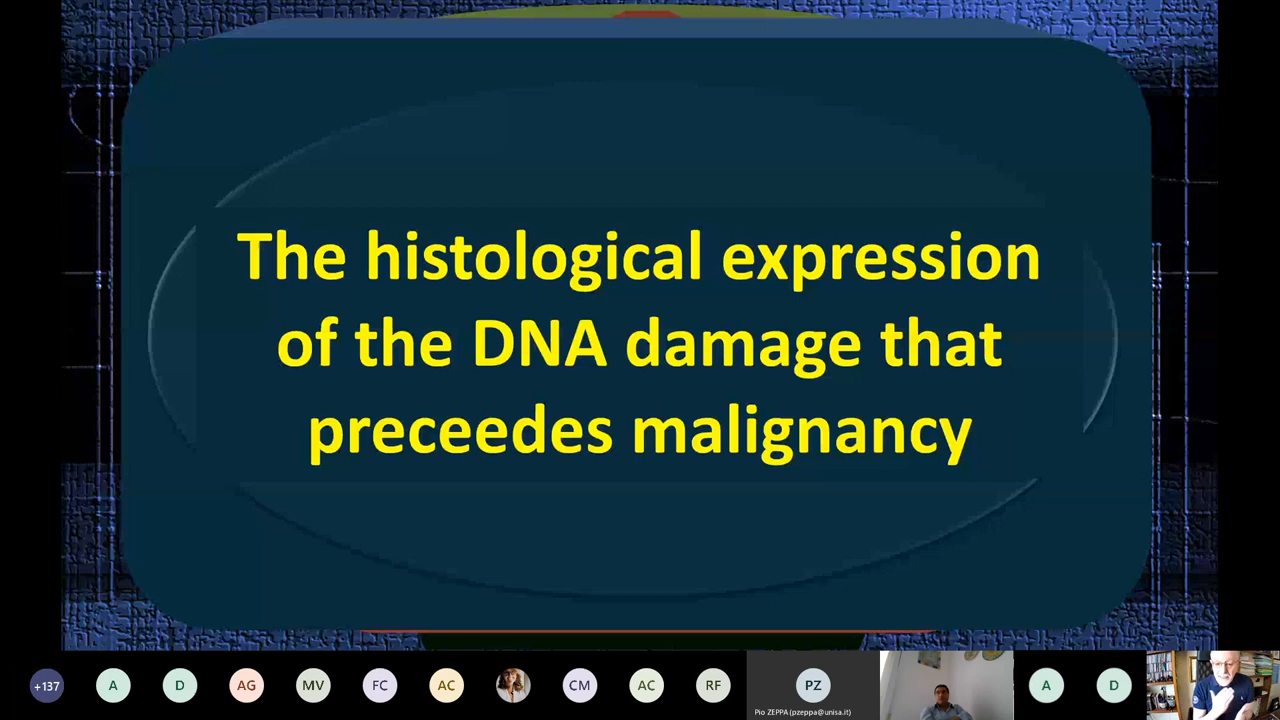 The histological expression
of the DNA damage that
preceedes malignancy
+137
A
D
AG
MV
FC
AC
CM
AC
RF
PZ
Pio ZEPPA (pzeppa@unisa.it)
A
D